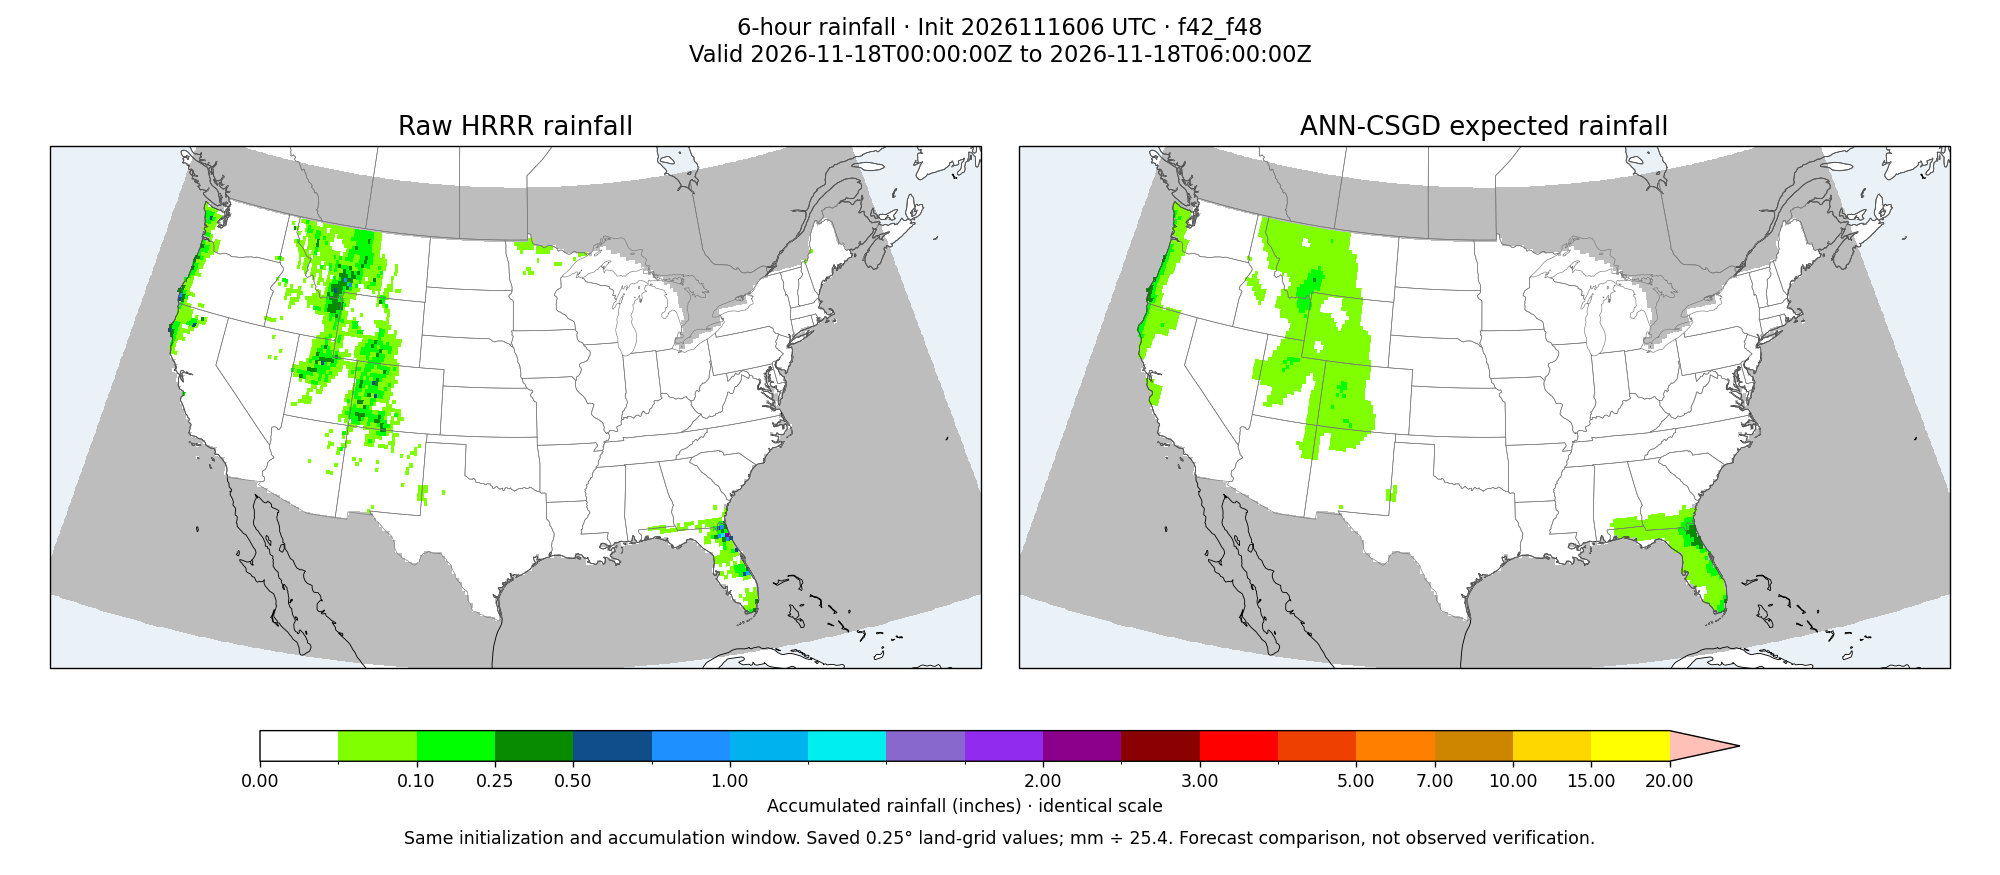 6-hour rainfall · Init 2026111606 UTC · f42_f48
Valid 2026-11-18T00:00:00Z to 2026-11-18T06:00:00Z
Raw HRRR rainfall
ANN-CSGD expected rainfall
0.00 0.10 0.25 0.50 1.00 2.00 3.00 5.00 7.00 10.00 15.00 20.00
Accumulated rainfall (inches) · identical scale
Same initialization and accumulation window. Saved 0.25° land-grid values; mm ÷ 25.4. Forecast comparison, not observed verification.